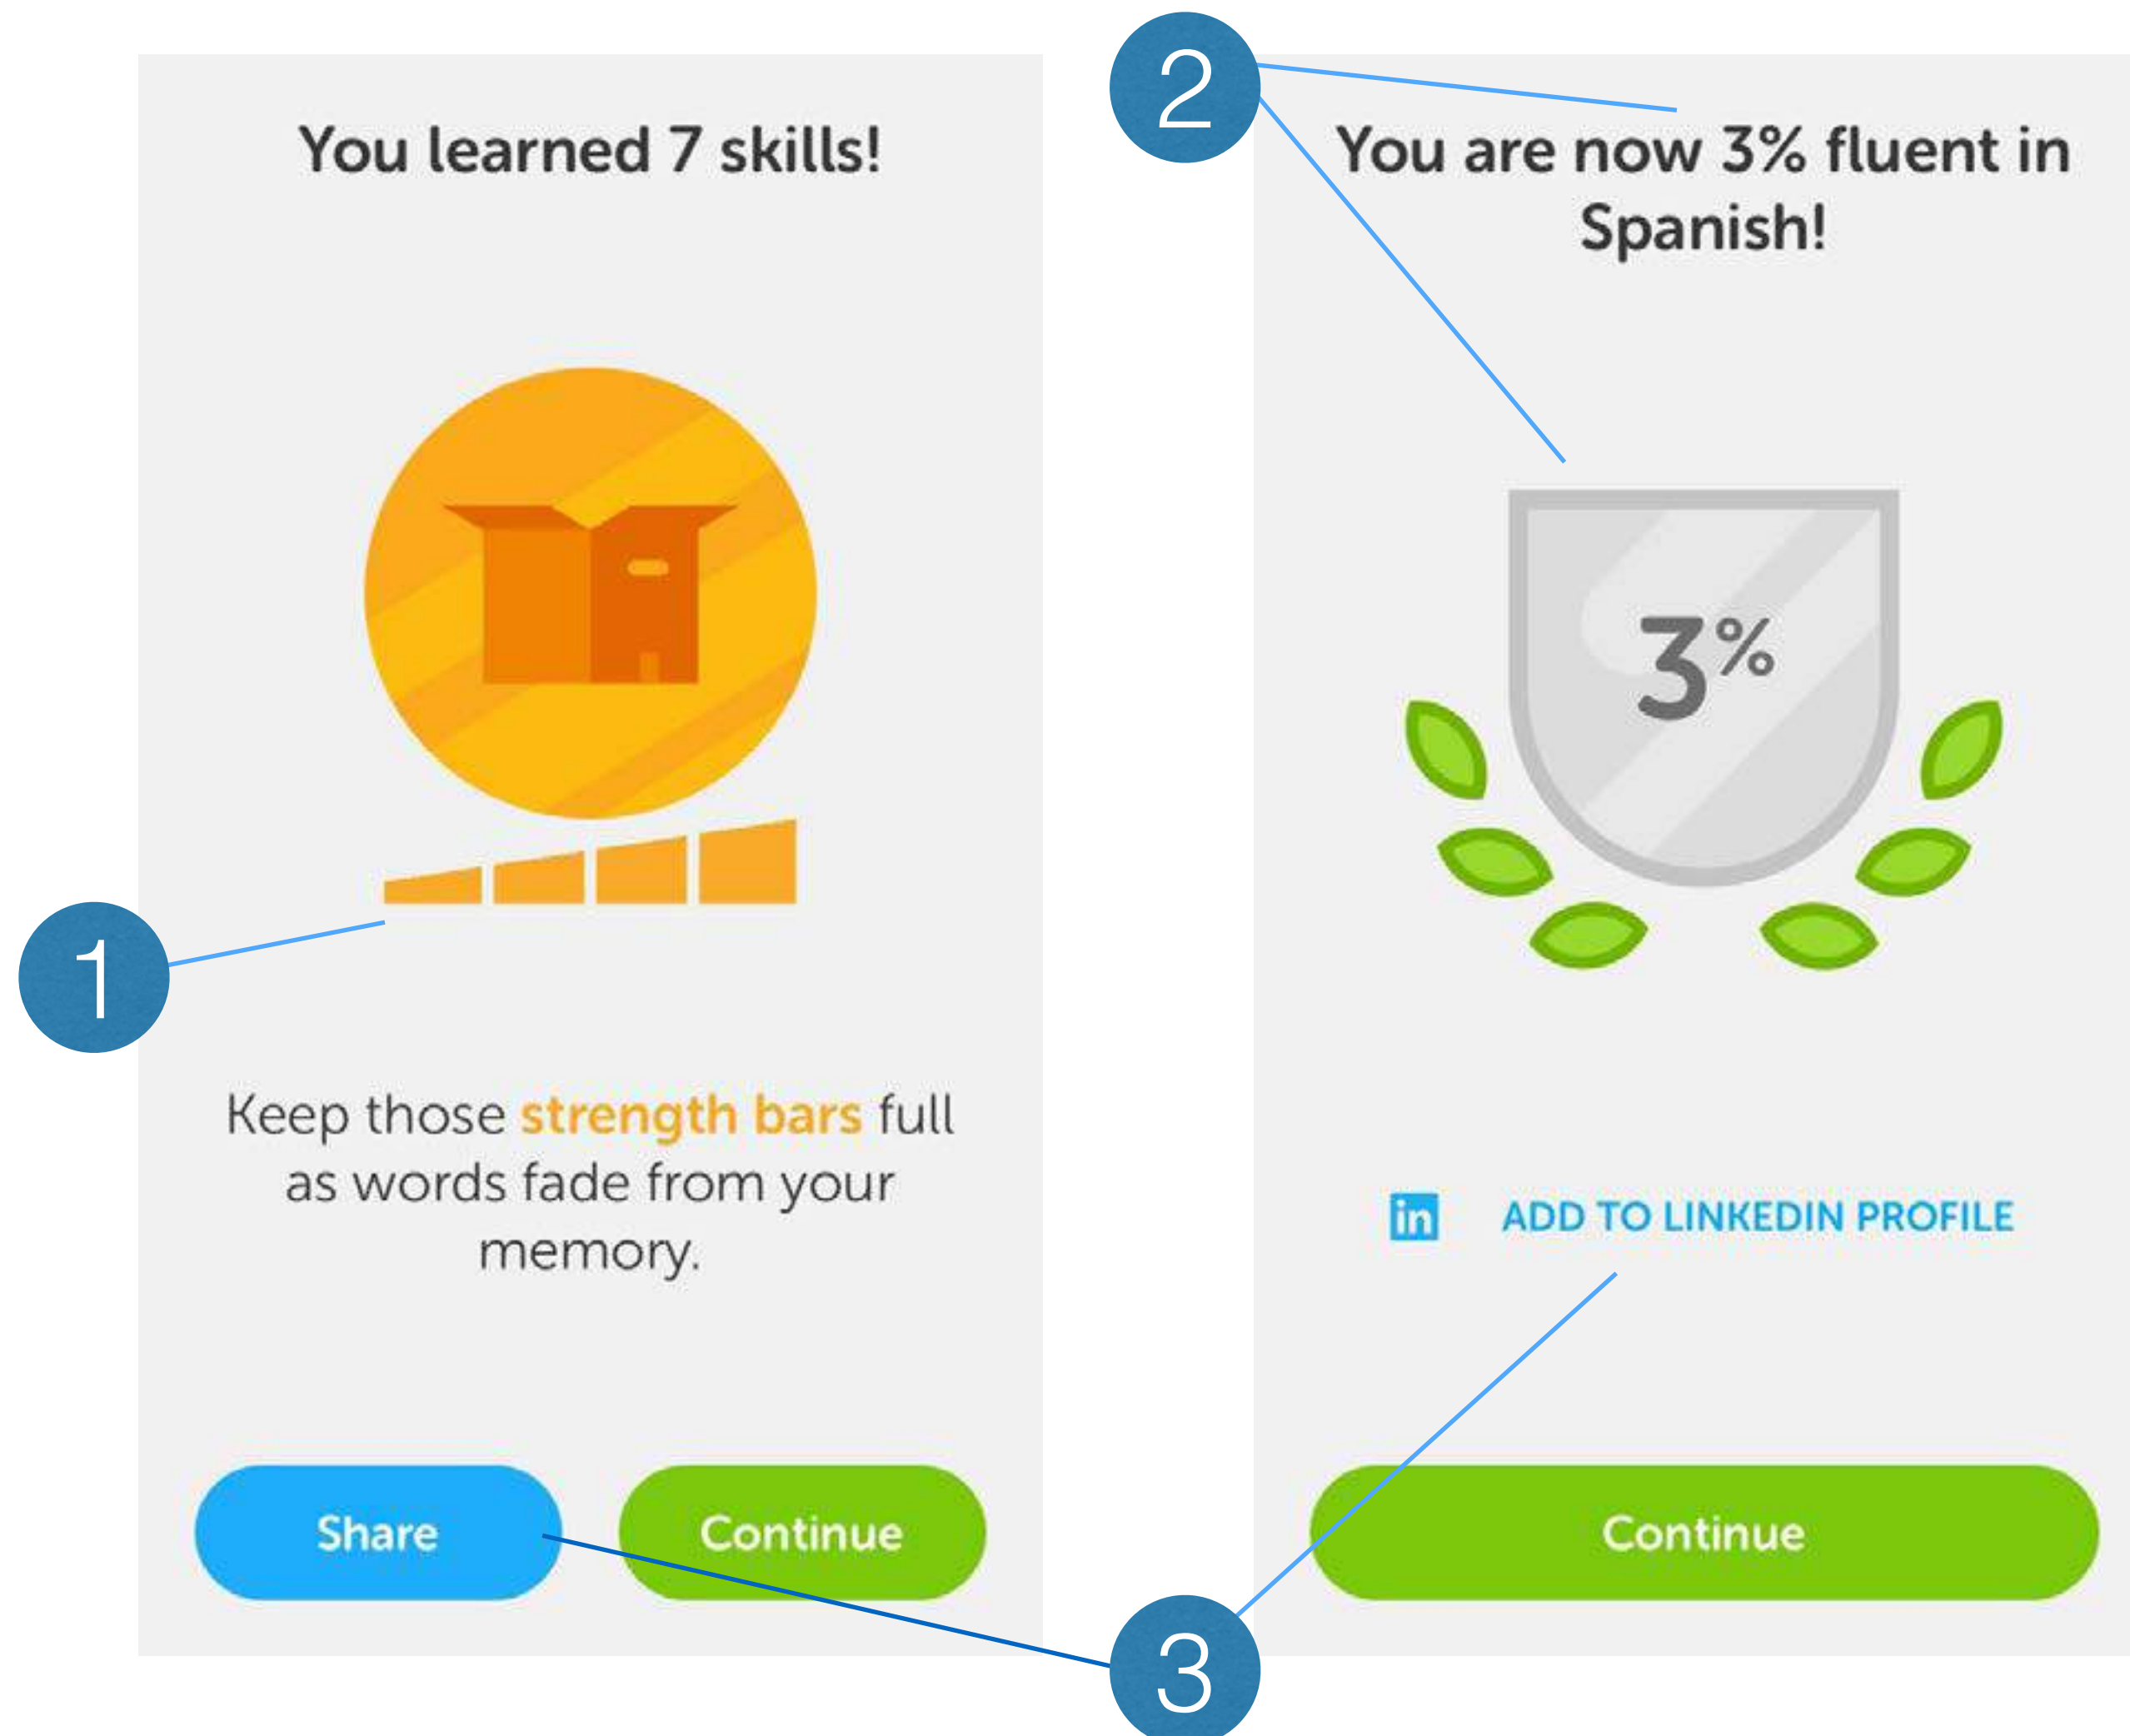 You learned 7 skills!
1
Keep those strength bars full
as words fade from your
memory.
Share
Continue
2
You are now 3% fluent in
Spanish!
3%
in ADD TO LINKEDIN PROFILE
Continue
3